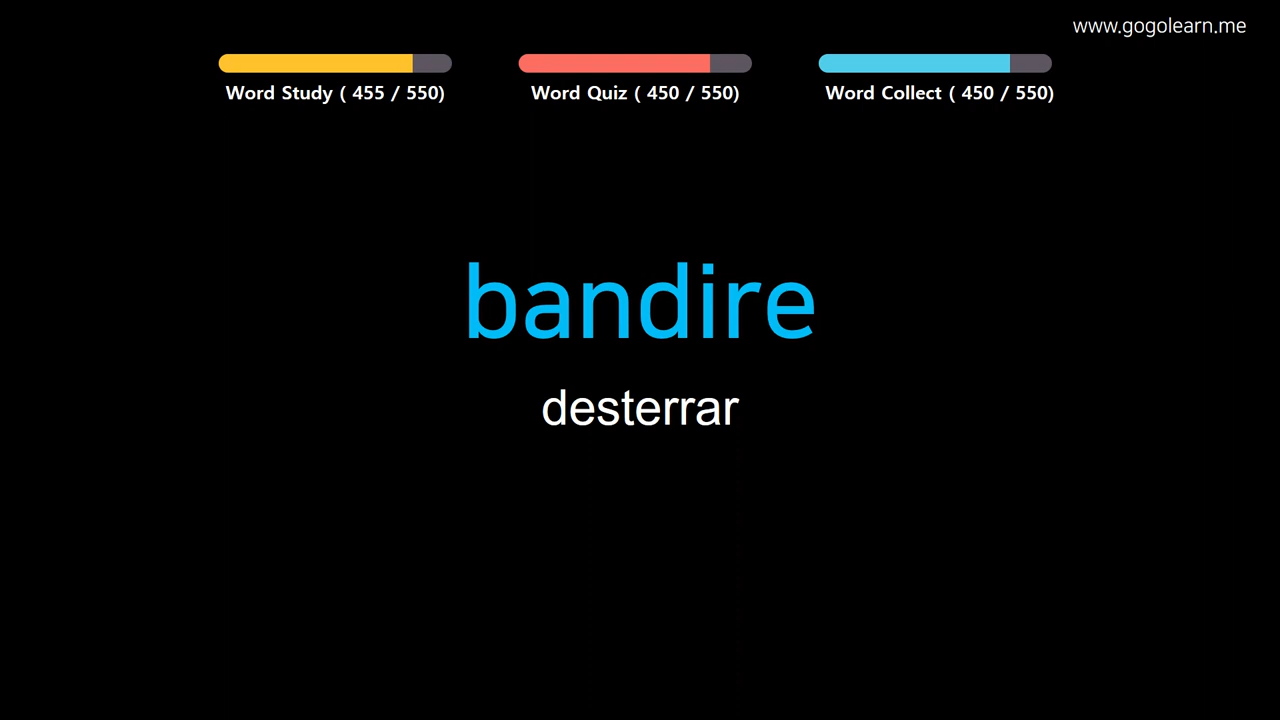 www.gogolearn.me
Word Study ( 455 / 550)
Word Quiz ( 450 / 550)
Word Collect ( 450 / 550)
bandire
desterrar